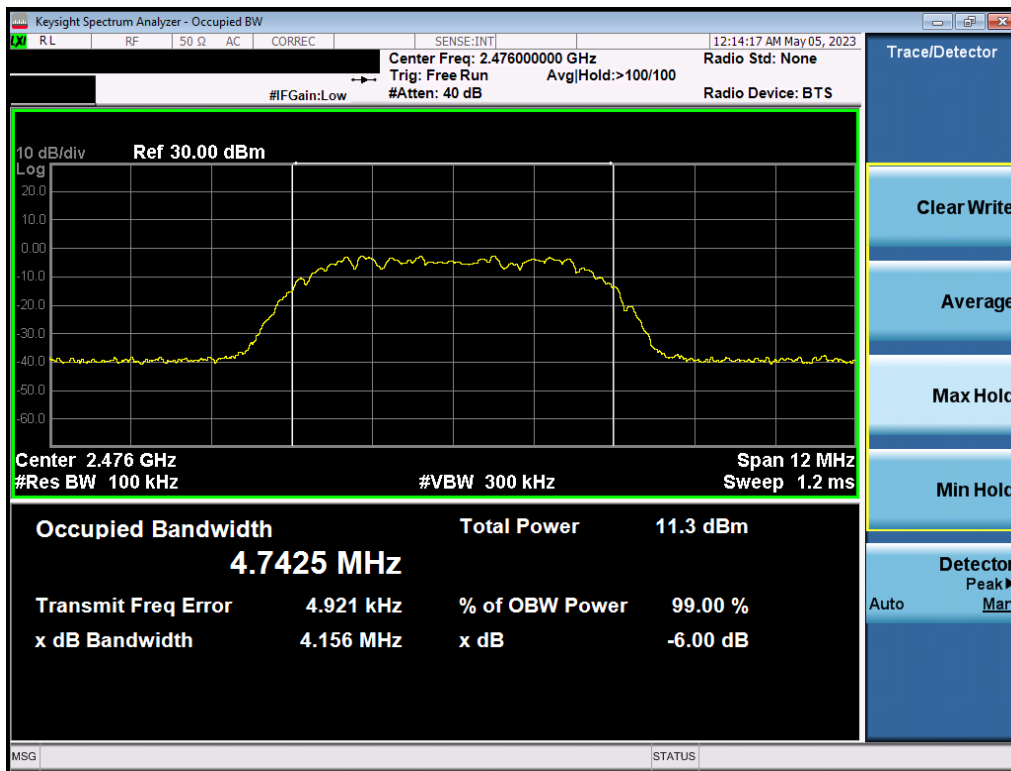 Keysight Spectrum Analyzer - Occupied BW
LXI RL RF 50 Ω AC CORREC SENSE:INT 12:14:17 AM May 05, 2023
Center Freq: 2.476000000 GHz Radio Std: None
Trig: Free Run Avg|Hold:>100/100
#IFGain:Low #Atten: 40 dB Radio Device: BTS
Trace/Detector
10 dB/div Ref 30.00 dBm
Log
20.0
10.0
0.00
-10.0
-20.0
-30.0
-40.0
-50.0
-60.0
Center 2.476 GHz Span 12 MHz
#Res BW 100 kHz #VBW 300 kHz Sweep 1.2 ms
Occupied Bandwidth Total Power 11.3 dBm
4.7425 MHz
Transmit Freq Error 4.921 kHz % of OBW Power 99.00 %
x dB Bandwidth 4.156 MHz x dB -6.00 dB
Clear Write
Average
Max Hold
Min Hold
Detector
Peak
Auto Man
MSG STATUS